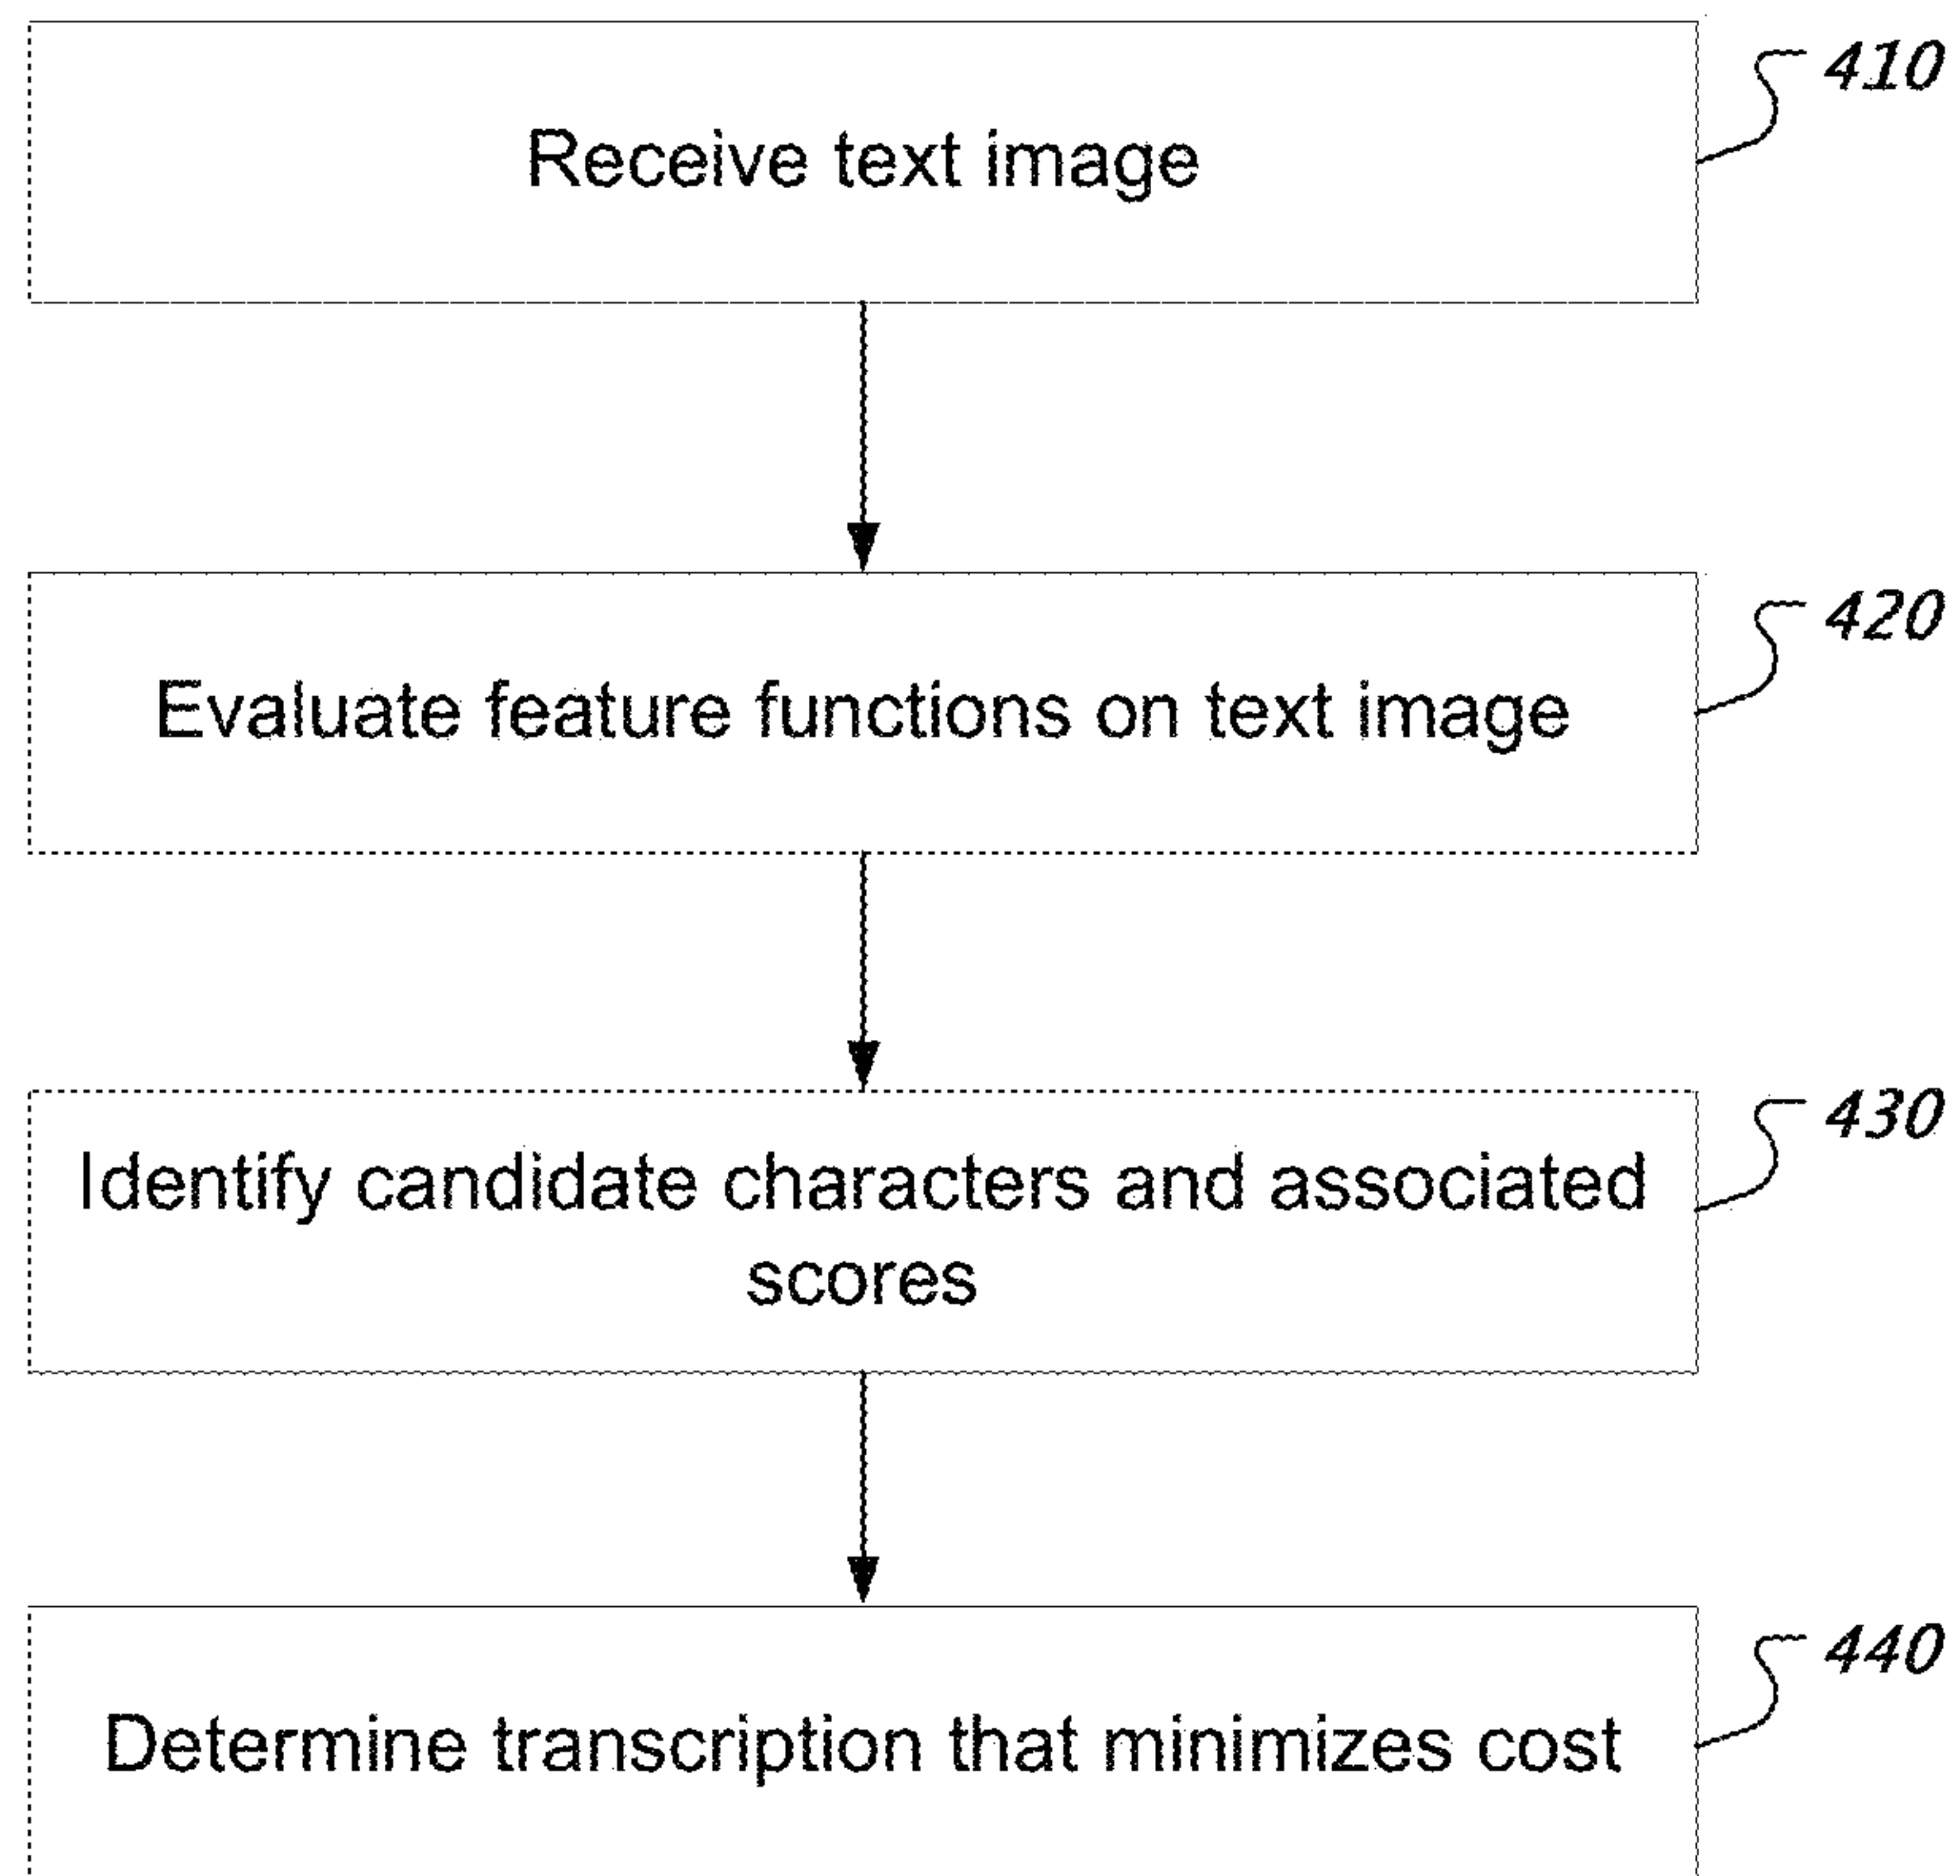 410
Receive text image
420
Evaluate feature functions on text image
430
Identify candidate characters and associated
scores
440
Determine transcription that minimizes cost